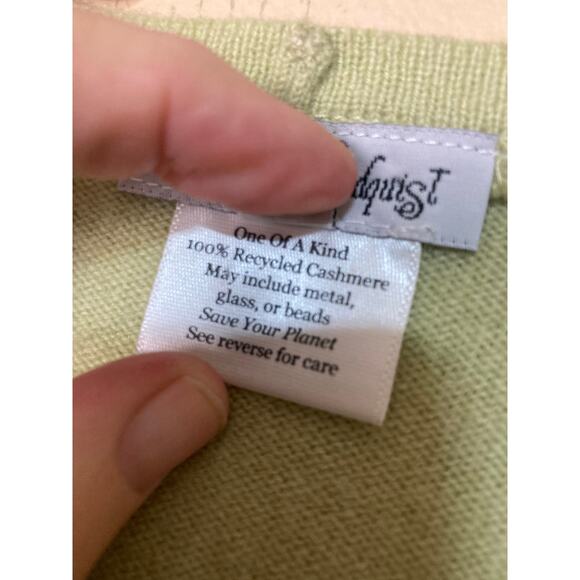 dquist
One Of A Kind
100% Recycled Cashmere
May include metal,
glass, or beads
Save Your Planet
See reverse for care